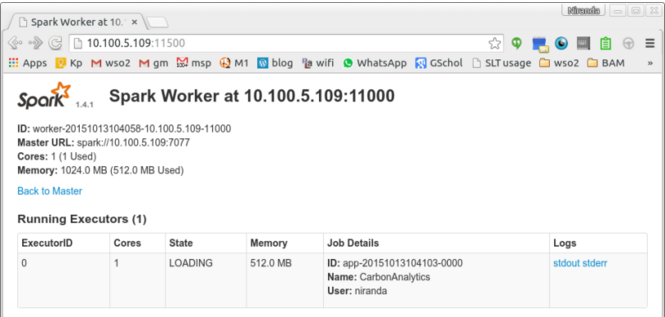 Niranda
Spark Worker at 10.
10.100.5.109:11500
Apps Kp wso2 gm msp M1 blog wifi WhatsApp GSchol SLT usage wso2 BAM »
Spark 1.4.1 Spark Worker at 10.100.5.109:11000
ID: worker-20151013104058-10.100.5.109-11000
Master URL: spark://10.100.5.109:7077
Cores: 1 (1 Used)
Memory: 1024.0 MB (512.0 MB Used)
Back to Master
Running Executors (1)
ExecutorID Cores State Memory Job Details Logs
0 1 LOADING 512.0 MB ID: app-20151013104103-0000 stdout stderr
Name: CarbonAnalytics
User: niranda